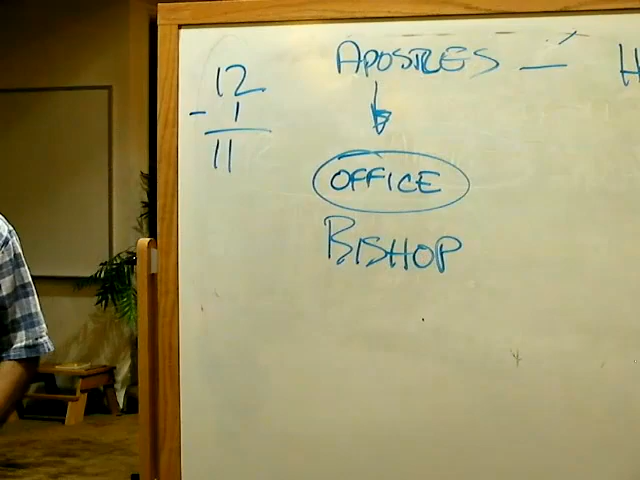 12
- 1
11
APOSTLES — H
OFFICE
BISHOP